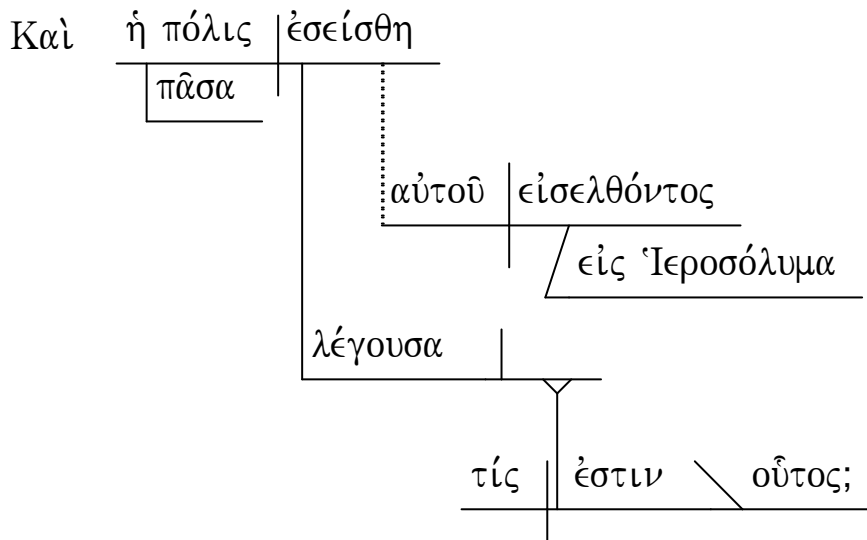 Καὶ ἡ πόλις ἐσείσθη
πᾶσα
αὐτοῦ εἰσελθόντος
εἰς Ἱεροσόλυμα
λέγουσα
τίς ἐστιν οὗτος;